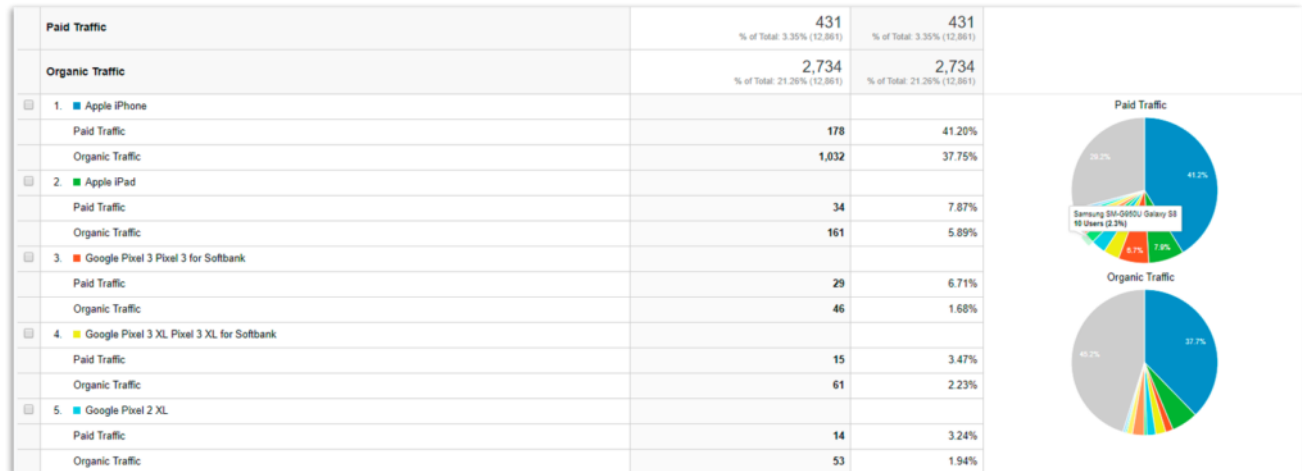 Paid Traffic 431 431
% of Total: 3.35% (12,861) % of Total: 3.35% (12,861)
Organic Traffic 2,734 2,734
% of Total: 21.26% (12,861) % of Total: 21.26% (12,861)
1. Apple iPhone
Paid Traffic 178 41.20%
Organic Traffic 1,032 37.75%
2. Apple iPad
Paid Traffic 34 7.87%
Organic Traffic 161 5.89%
3. Google Pixel 3 Pixel 3 for Softbank
Paid Traffic 29 6.71%
Organic Traffic 46 1.68%
4. Google Pixel 3 XL Pixel 3 XL for Softbank
Paid Traffic 15 3.47%
Organic Traffic 61 2.23%
5. Google Pixel 2 XL
Paid Traffic 14 3.24%
Organic Traffic 53 1.94%
Paid Traffic
41.2%
Samsung SM-G950U Galaxy S8
10 Users (2.3%)
6.7% 7.9%
Organic Traffic
37.7%